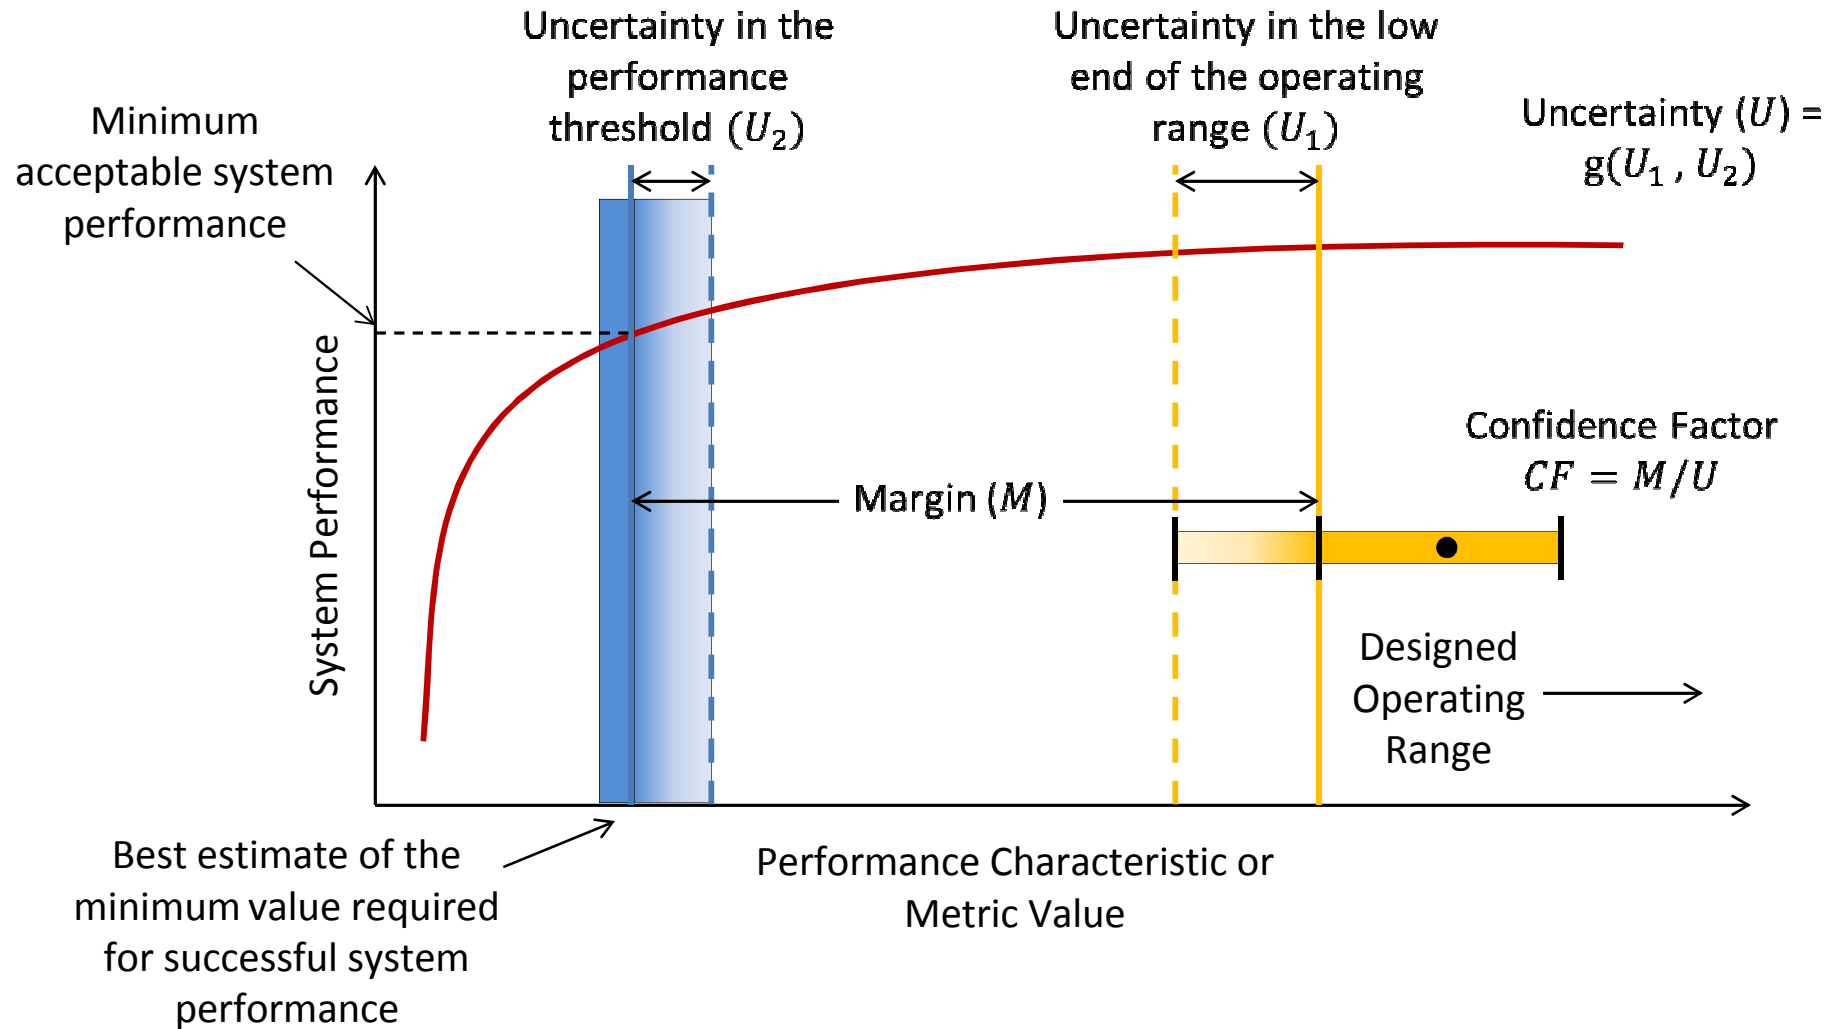 Uncertainty in the
performance
threshold (U₂)
Uncertainty in the low
end of the operating
range (U₁)
Uncertainty (U) =
g(U₁ , U₂)
Minimum
acceptable system
performance
System Performance
Confidence Factor
CF = M/U
Margin (M)
Designed
Operating
Range
Best estimate of the
minimum value required
for successful system
performance
Performance Characteristic or
Metric Value